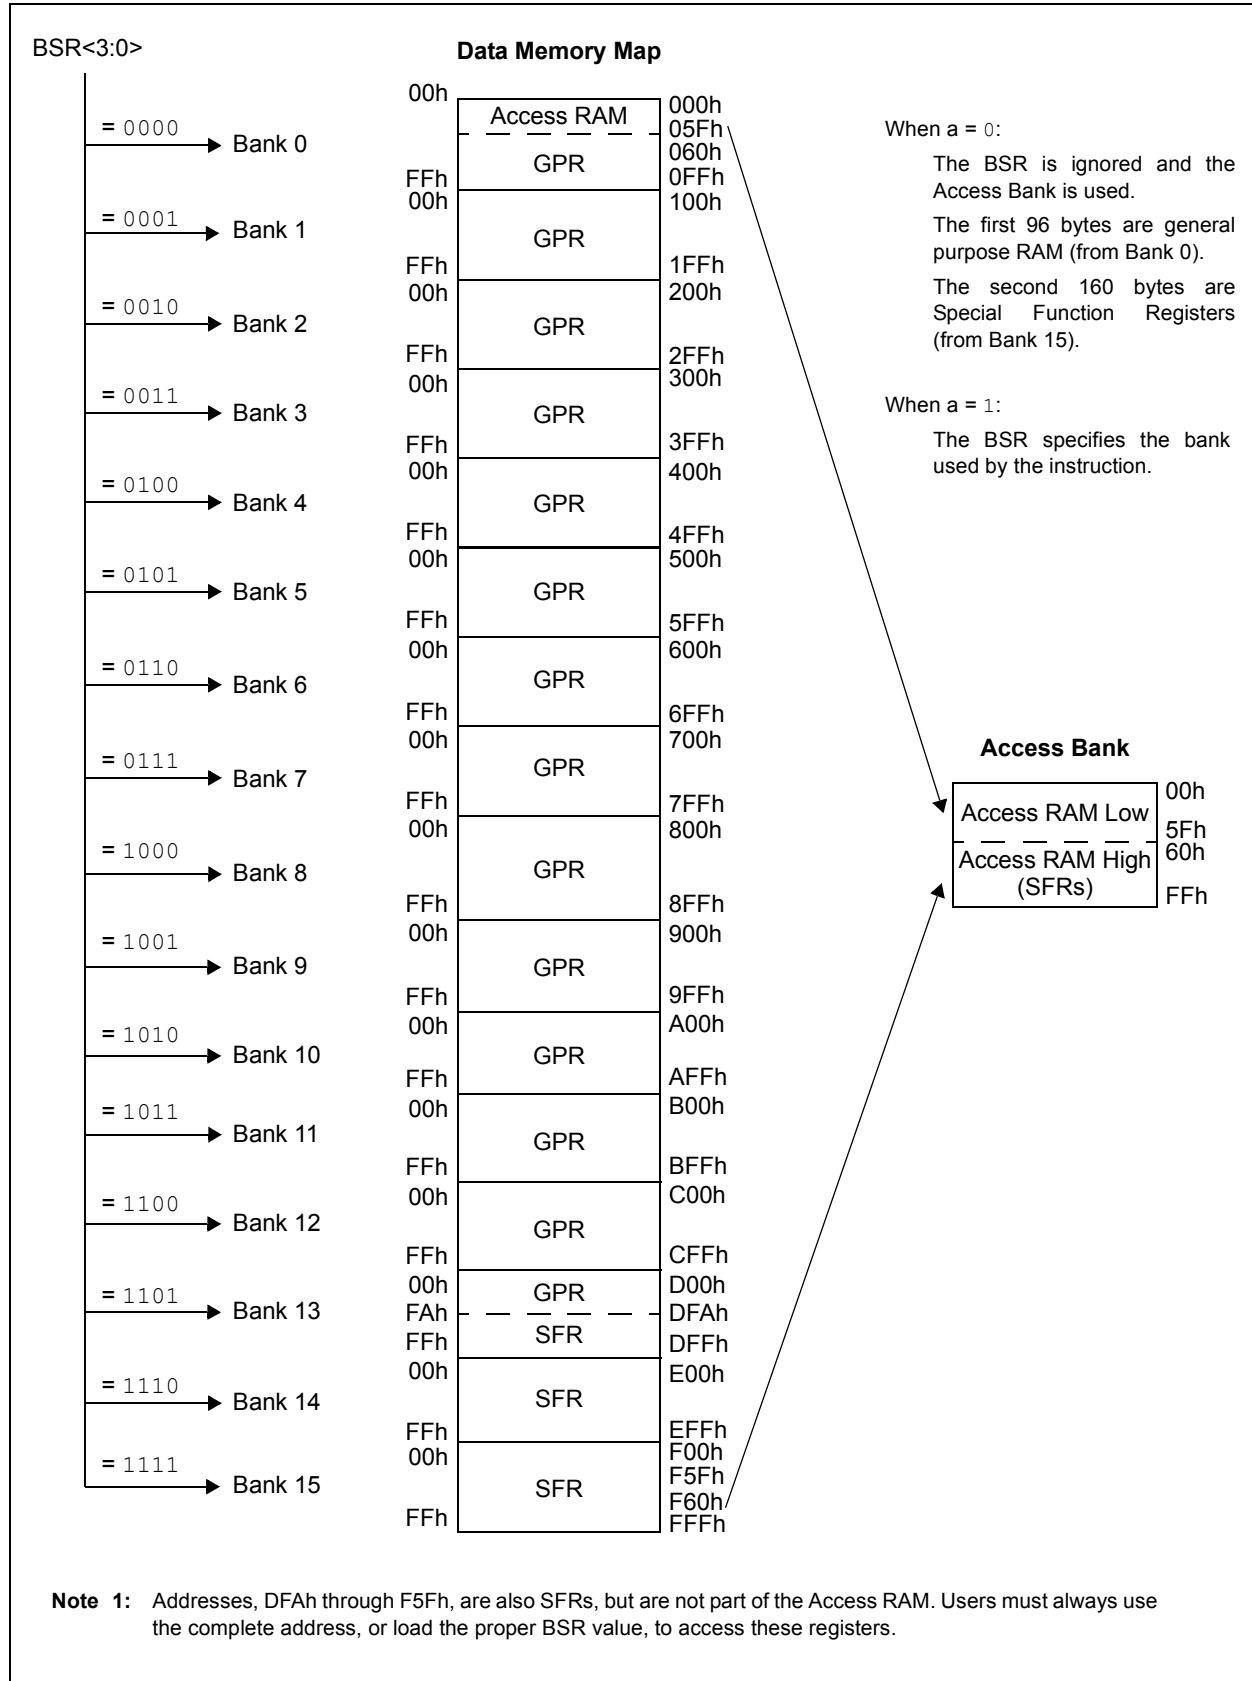 BSR<3:0>
Data Memory Map
= 0000
Bank 0
00h
Access RAM
000h
05Fh
060h
GPR
FFh
0FFh
= 0001
Bank 1
00h
GPR
100h
FFh
1FFh
= 0010
Bank 2
00h
GPR
200h
FFh
2FFh
= 0011
Bank 3
00h
GPR
300h
FFh
3FFh
= 0100
Bank 4
00h
GPR
400h
FFh
4FFh
= 0101
Bank 5
00h
GPR
500h
FFh
5FFh
= 0110
Bank 6
00h
GPR
600h
FFh
6FFh
= 0111
Bank 7
00h
GPR
700h
FFh
7FFh
= 1000
Bank 8
00h
GPR
800h
FFh
8FFh
= 1001
Bank 9
00h
GPR
900h
FFh
9FFh
= 1010
Bank 10
00h
GPR
A00h
FFh
AFFh
= 1011
Bank 11
00h
GPR
B00h
FFh
BFFh
= 1100
Bank 12
00h
GPR
C00h
FFh
CFFh
= 1101
Bank 13
00h
GPR
D00h
FAh
DFAh
SFR
FFh
DFFh
= 1110
Bank 14
00h
SFR
E00h
FFh
EFFh
= 1111
Bank 15
00h
SFR
F00h
F5Fh
F60h
FFh
FFFh
When a = 0:
The BSR is ignored and the
Access Bank is used.
The first 96 bytes are general
purpose RAM (from Bank 0).
The second 160 bytes are
Special Function Registers
(from Bank 15).
When a = 1:
The BSR specifies the bank
used by the instruction.
Access Bank
00h
Access RAM Low
5Fh
60h
Access RAM High
(SFRs)
FFh
Note 1: Addresses, DFAh through F5Fh, are also SFRs, but are not part of the Access RAM. Users must always use
the complete address, or load the proper BSR value, to access these registers.